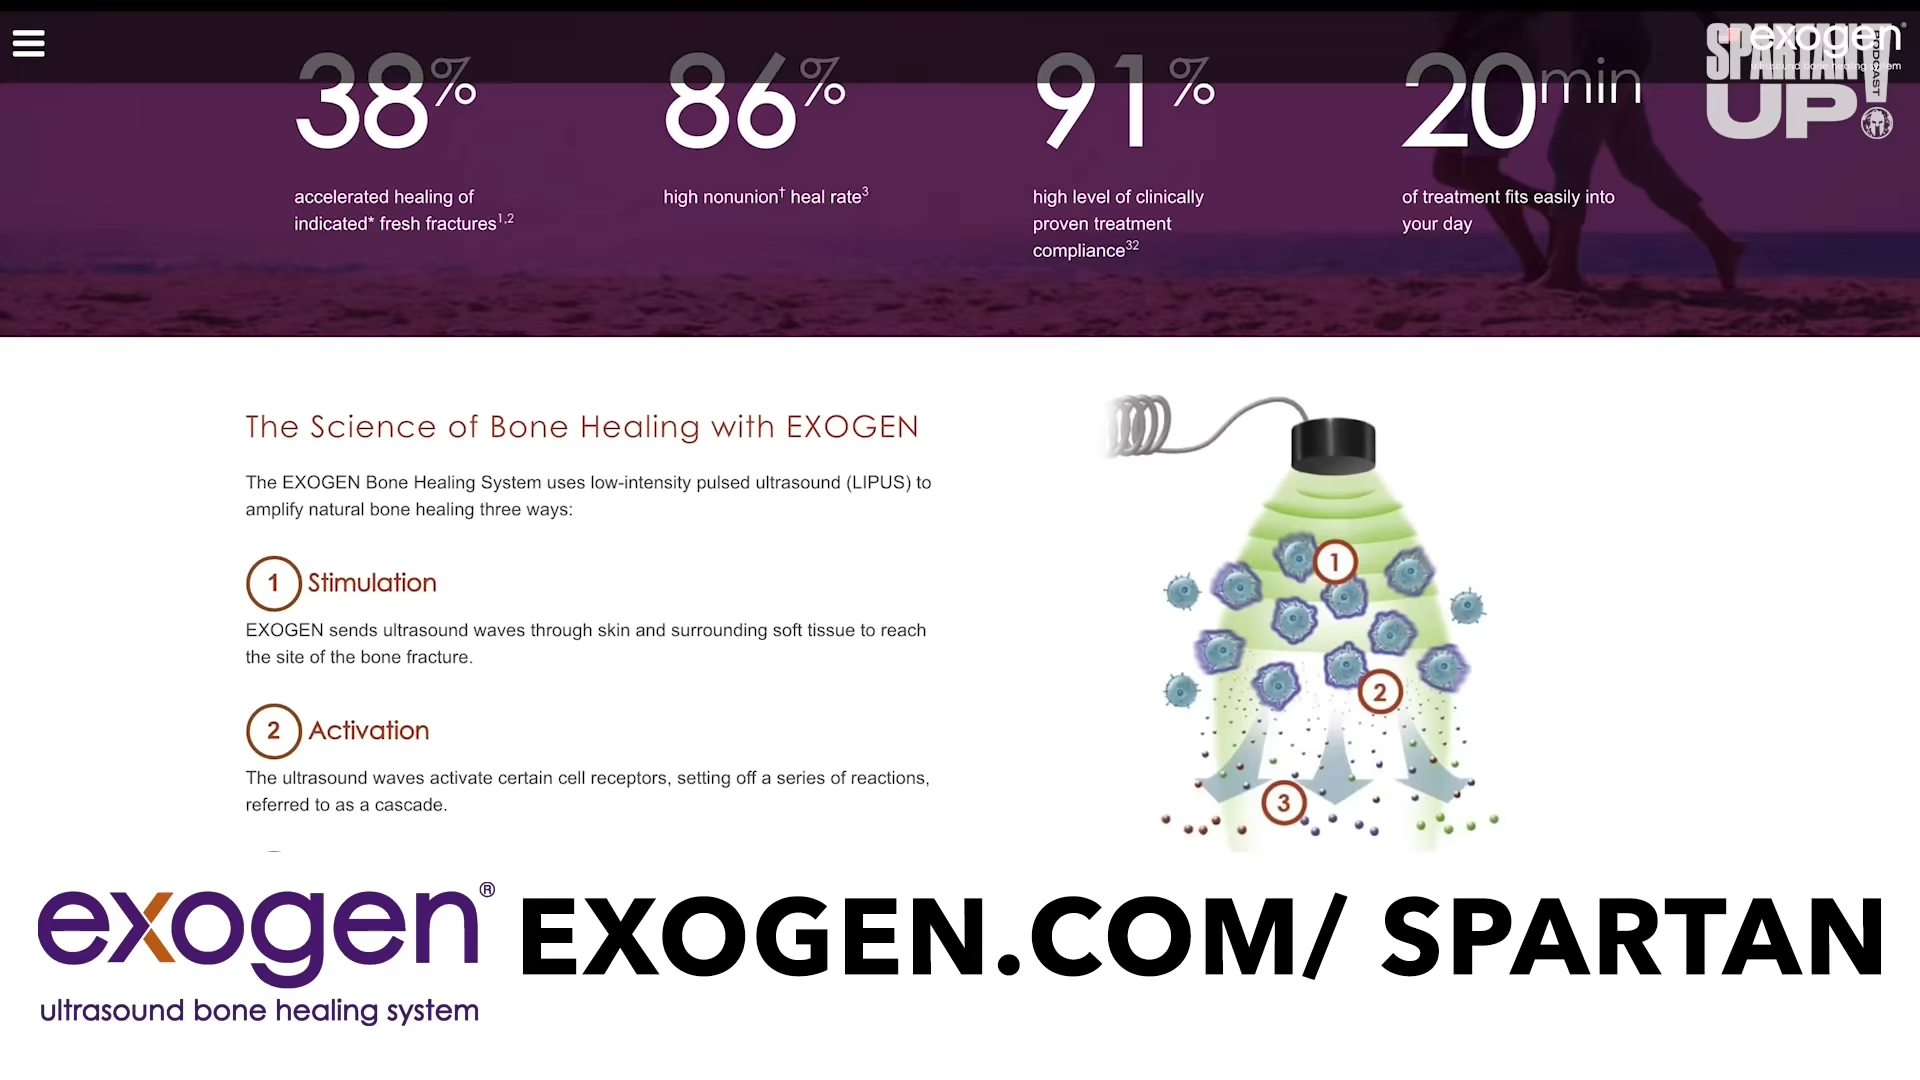 38%
86%
91%
20min
SPARTAN
UP!
PODCAST
exogen
ultrasound bone healing system
accelerated healing of
indicated* fresh fractures1,2
high nonunion† heal rate3
high level of clinically
proven treatment
compliance32
of treatment fits easily into
your day
The Science of Bone Healing with EXOGEN
The EXOGEN Bone Healing System uses low-intensity pulsed ultrasound (LIPUS) to
amplify natural bone healing three ways:
1 Stimulation
EXOGEN sends ultrasound waves through skin and surrounding soft tissue to reach
the site of the bone fracture.
2 Activation
The ultrasound waves activate certain cell receptors, setting off a series of reactions,
referred to as a cascade.
1
2
3
exogen®
ultrasound bone healing system
EXOGEN.COM/ SPARTAN